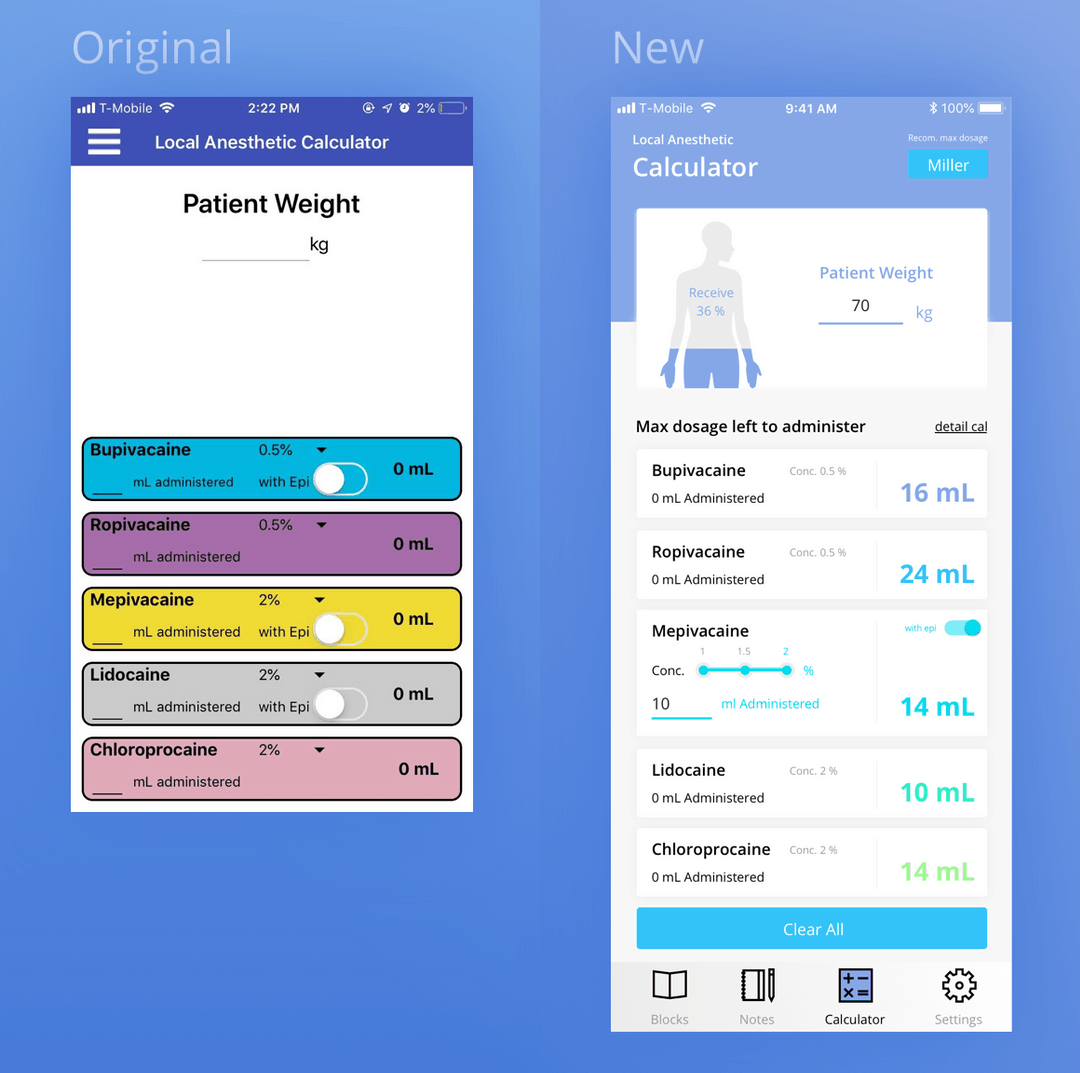 Original
T-Mobile 2:22 PM 2%
Local Anesthetic Calculator
Patient Weight
kg
Bupivacaine 0.5%
mL administered with Epi 0 mL
Ropivacaine 0.5%
mL administered 0 mL
Mepivacaine 2%
mL administered with Epi 0 mL
Lidocaine 2%
mL administered with Epi 0 mL
Chloroprocaine 2%
mL administered 0 mL
New
T-Mobile 9:41 AM 100%
Local Anesthetic
Calculator
Recom. max dosage
Miller
Receive
36 %
Patient Weight
70 kg
Max dosage left to administer detail cal
Bupivacaine Conc. 0.5 %
0 mL Administered 16 mL
Ropivacaine Conc. 0.5 %
0 mL Administered 24 mL
Mepivacaine with epi
1 1.5 2
Conc. %
10 ml Administered 14 mL
Lidocaine Conc. 2 %
0 mL Administered 10 mL
Chloroprocaine Conc. 2 %
0 mL Administered 14 mL
Clear All
Blocks Notes Calculator Settings